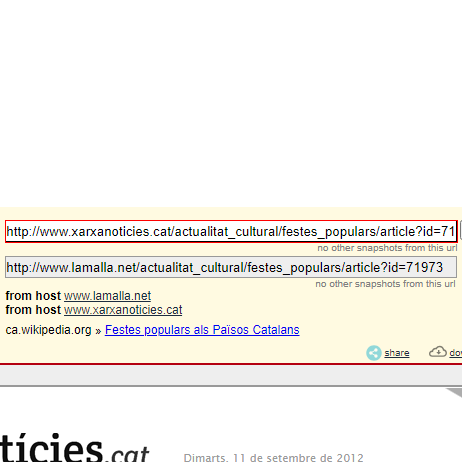 http://www.xarxanoticies.cat/actualitat_cultural/festes_populars/article?id=71
no other snapshots from this url
http://www.lamalla.net/actualitat_cultural/festes_populars/article?id=71973
no other snapshots from this url
from host www.lamalla.net
from host www.xarxanoticies.cat
ca.wikipedia.org » Festes populars als Països Catalans
share
do
tícies.cat
Dimarts, 11 de setembre de 2012